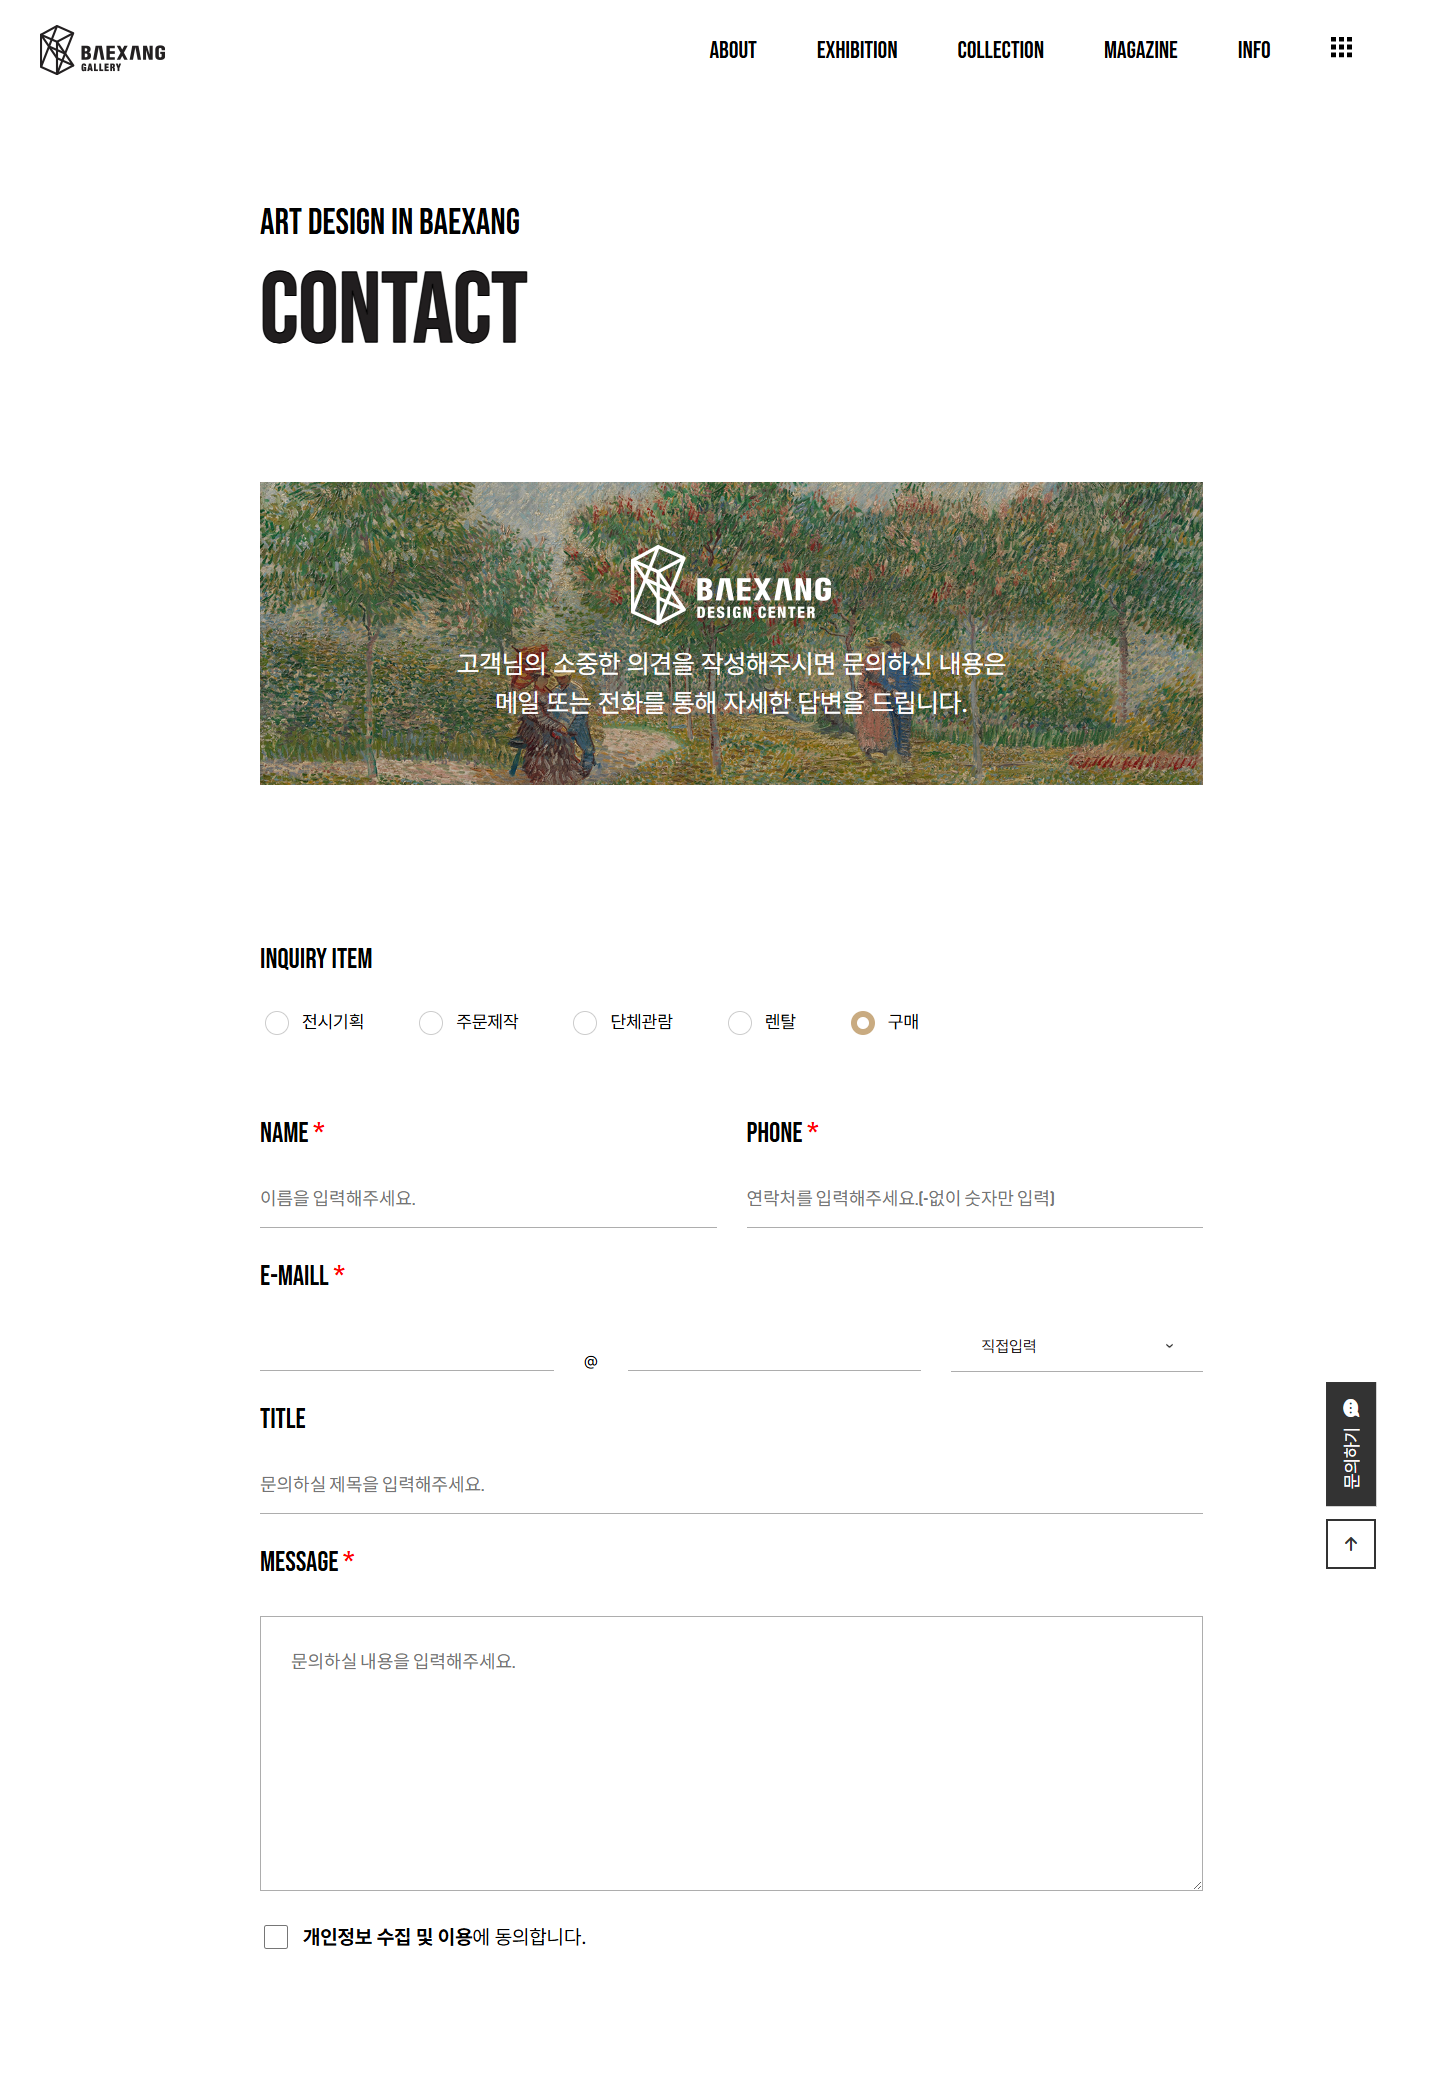 BAEXANG
GALLERY
ABOUT
EXHIBITION
COLLECTION
MAGAZINE
INFO
ART DESIGN IN BAEXANG
CONTACT
BAEXANG
DESIGN CENTER
고객님의 소중한 의견을 작성해주시면 문의하신 내용은
메일 또는 전화를 통해 자세한 답변을 드립니다.
INQUIRY ITEM
전시기획
주문제작
단체관람
렌탈
구매
NAME *
PHONE *
이름을 입력해주세요.
연락처를 입력해주세요.(-없이 숫자만 입력)
E-MAILL *
@
직접입력
TITLE
문의하실 제목을 입력해주세요.
문의하기
MESSAGE *
문의하실 내용을 입력해주세요.
개인정보 수집 및 이용에 동의합니다.